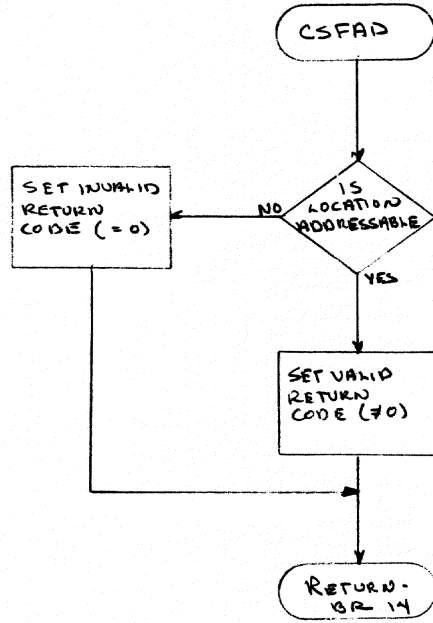 CSFAD
IS
LOCATION
ADDRESSABLE
NO
YES
SET INVALID
RETURN
CODE (= 0)
SET VALID
RETURN
CODE (≠0)
RETURN-
BR 14